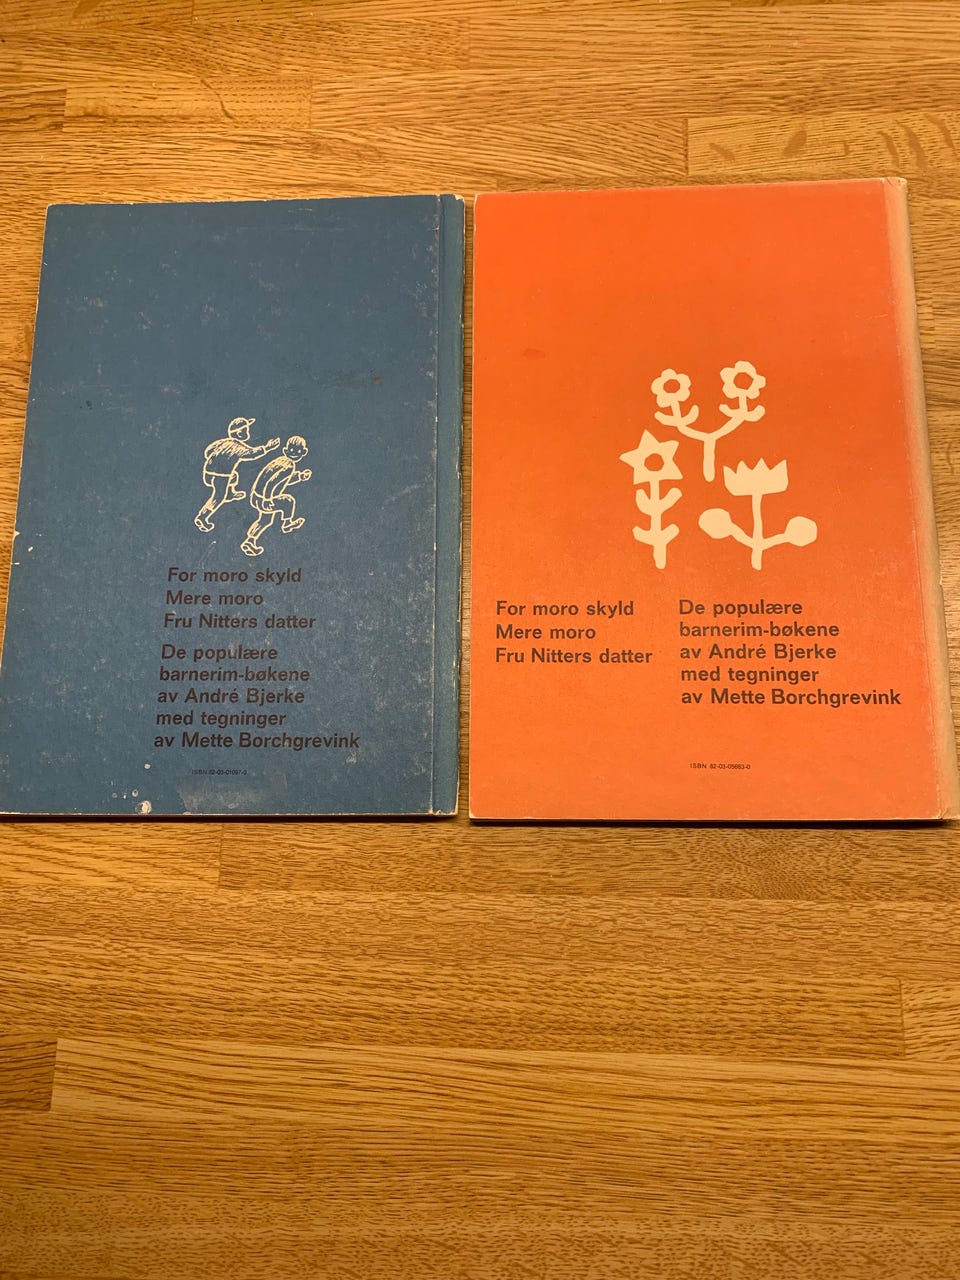 For moro skyld
Mere moro
Fru Nitters datter
De populære
barnerim-bøkene
av André Bjerke
med tegninger
av Mette Borchgrevink
ISBN 82-03-01097-0
For moro skyld
Mere moro
Fru Nitters datter
De populære
barnerim-bøkene
av André Bjerke
med tegninger
av Mette Borchgrevink
ISBN 82-03-05683-0